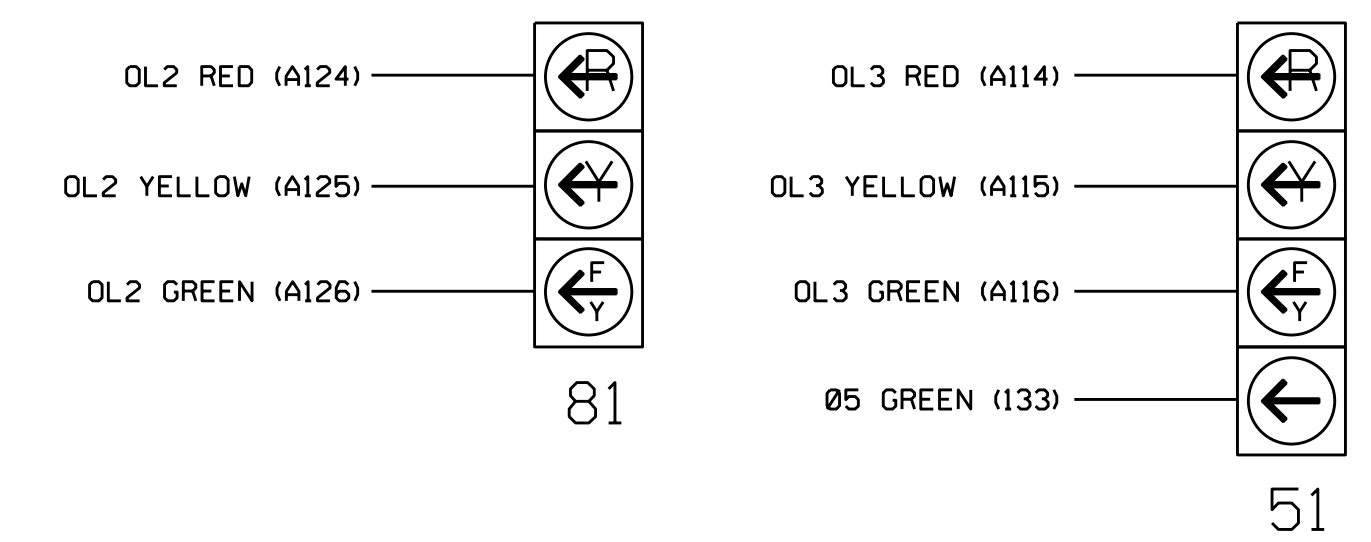 OL2 RED (A124)
R
OL2 YELLOW (A125)
Y
OL2 GREEN (A126)
F
Y
81
OL3 RED (A114)
R
OL3 YELLOW (A115)
Y
OL3 GREEN (A116)
F
Y
Ø5 GREEN (133)
51